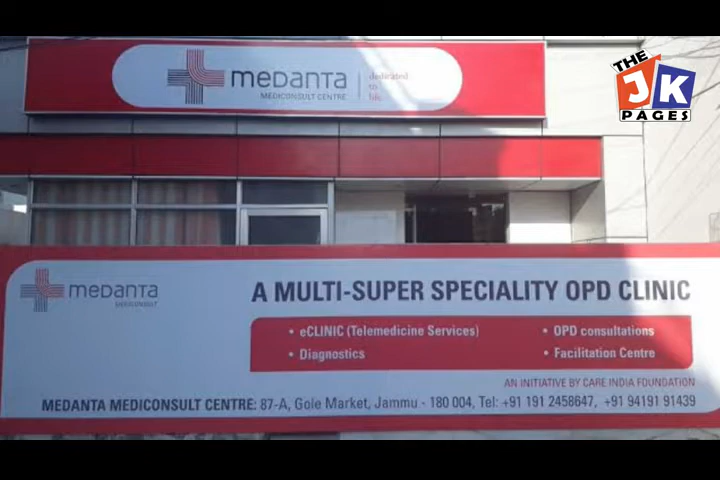 THE
JK
PAGES
medanta
MEDICONSULT CENTRE
dedicated
to
life
medanta
MEDICONSULT
A MULTI-SUPER SPECIALITY OPD CLINIC
• eCLINIC (Telemedicine Services)
• OPD consultations
• Diagnostics
• Facilitation Centre
AN INITIATIVE BY CARE INDIA FOUNDATION
MEDANTA MEDICONSULT CENTRE: 87-A, Gole Market, Jammu - 180 004, Tel: +91 191 2458647, +91 94191 91439